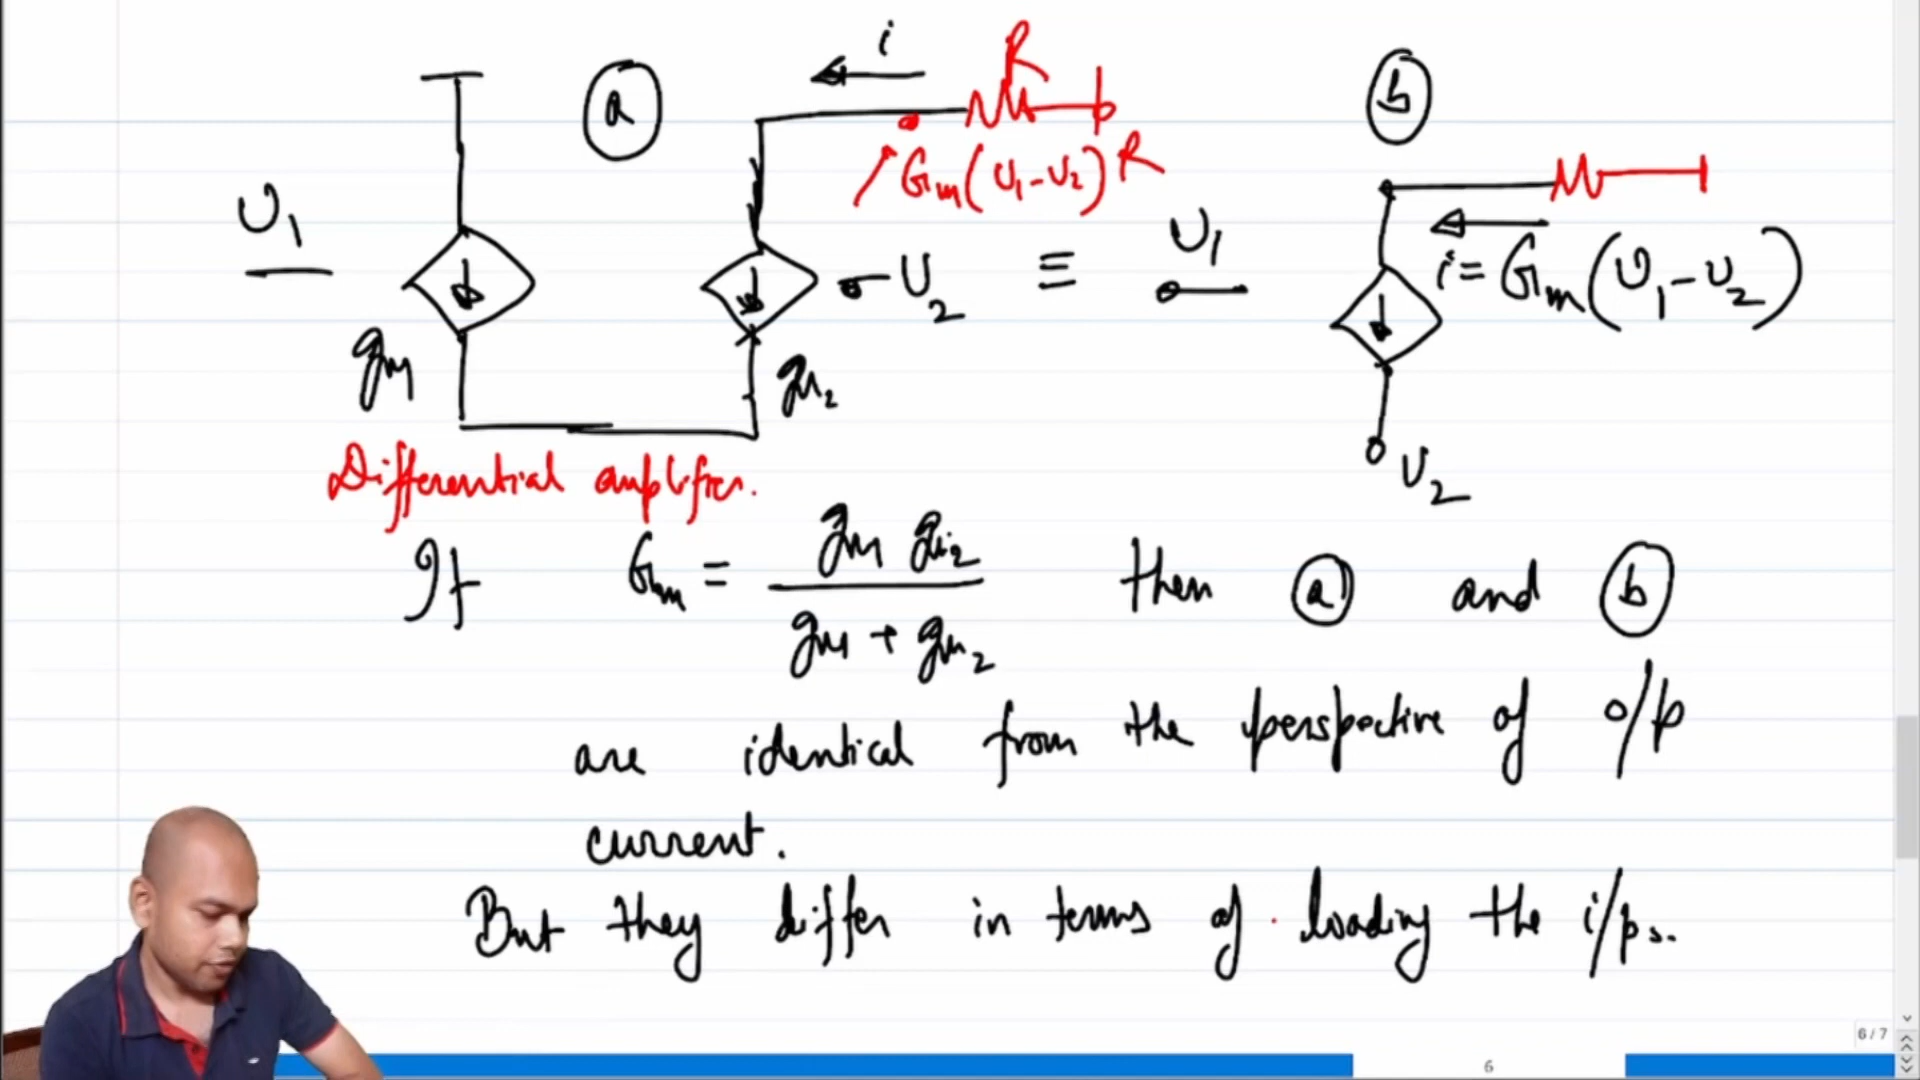 i R
ⓐ ⓑ
Gm(v1-v2)R
v1 v2 ≡ v1 i = Gm(v1-v2)
gm1 gm2
v2
Differential amplifier.
If Gm = gm1 gm2 / gm1 + gm2 then ⓐ and ⓑ
are identical from the perspective of o/p
current.
But they differ in terms of loading the i/ps.
6/7
6